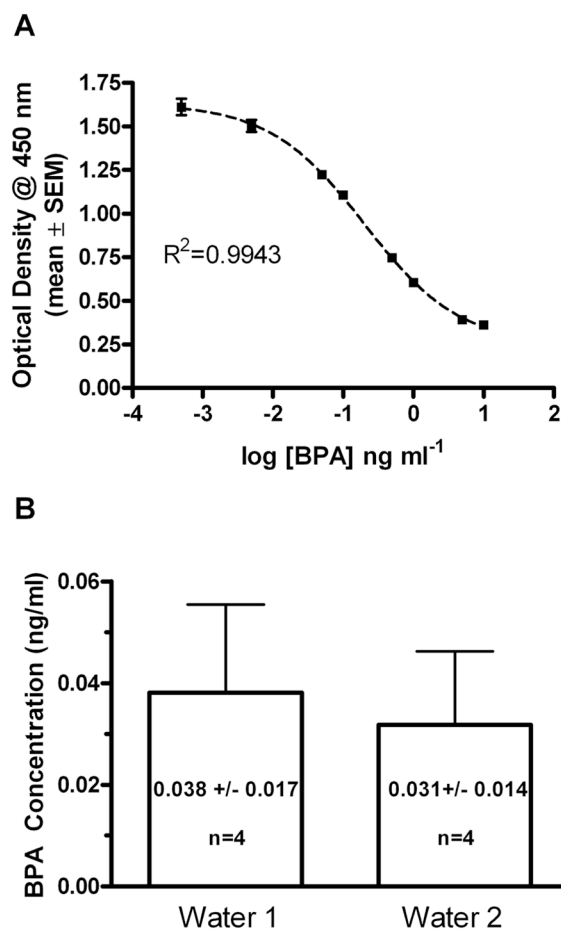 A
Optical Density @ 450 nm
(mean ± SEM)
1.75
1.50
1.25
1.00
0.75
0.50
0.25
0.00
R²=0.9943
-4 -3 -2 -1 0 1 2
log [BPA] ng ml⁻¹
B
BPA Concentration (ng/ml)
0.06
0.04
0.02
0.00
0.038 +/- 0.017
n=4
0.031+/- 0.014
n=4
Water 1 Water 2